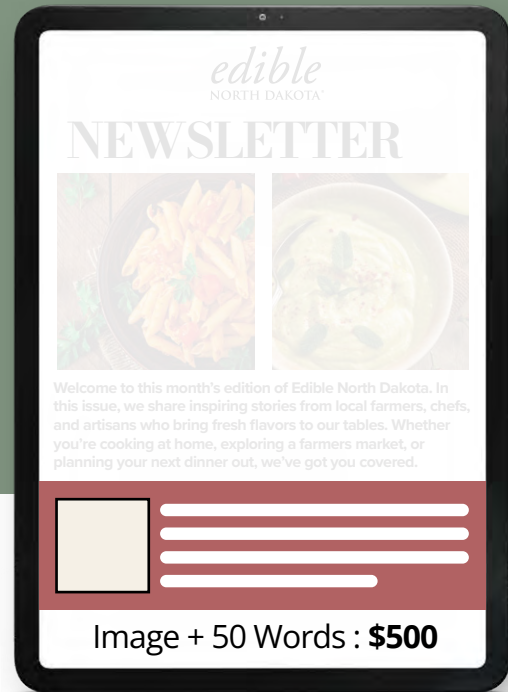 edible
NORTH DAKOTA™
NEWSLETTER
Welcome to this month's edition of Edible North Dakota. In
this issue, we share inspiring stories from local farmers, chefs,
and artisans who bring fresh flavors to our tables. Whether
you're cooking at home, exploring a farmers market, or
planning your next dinner out, we've got you covered.
Image + 50 Words : $500